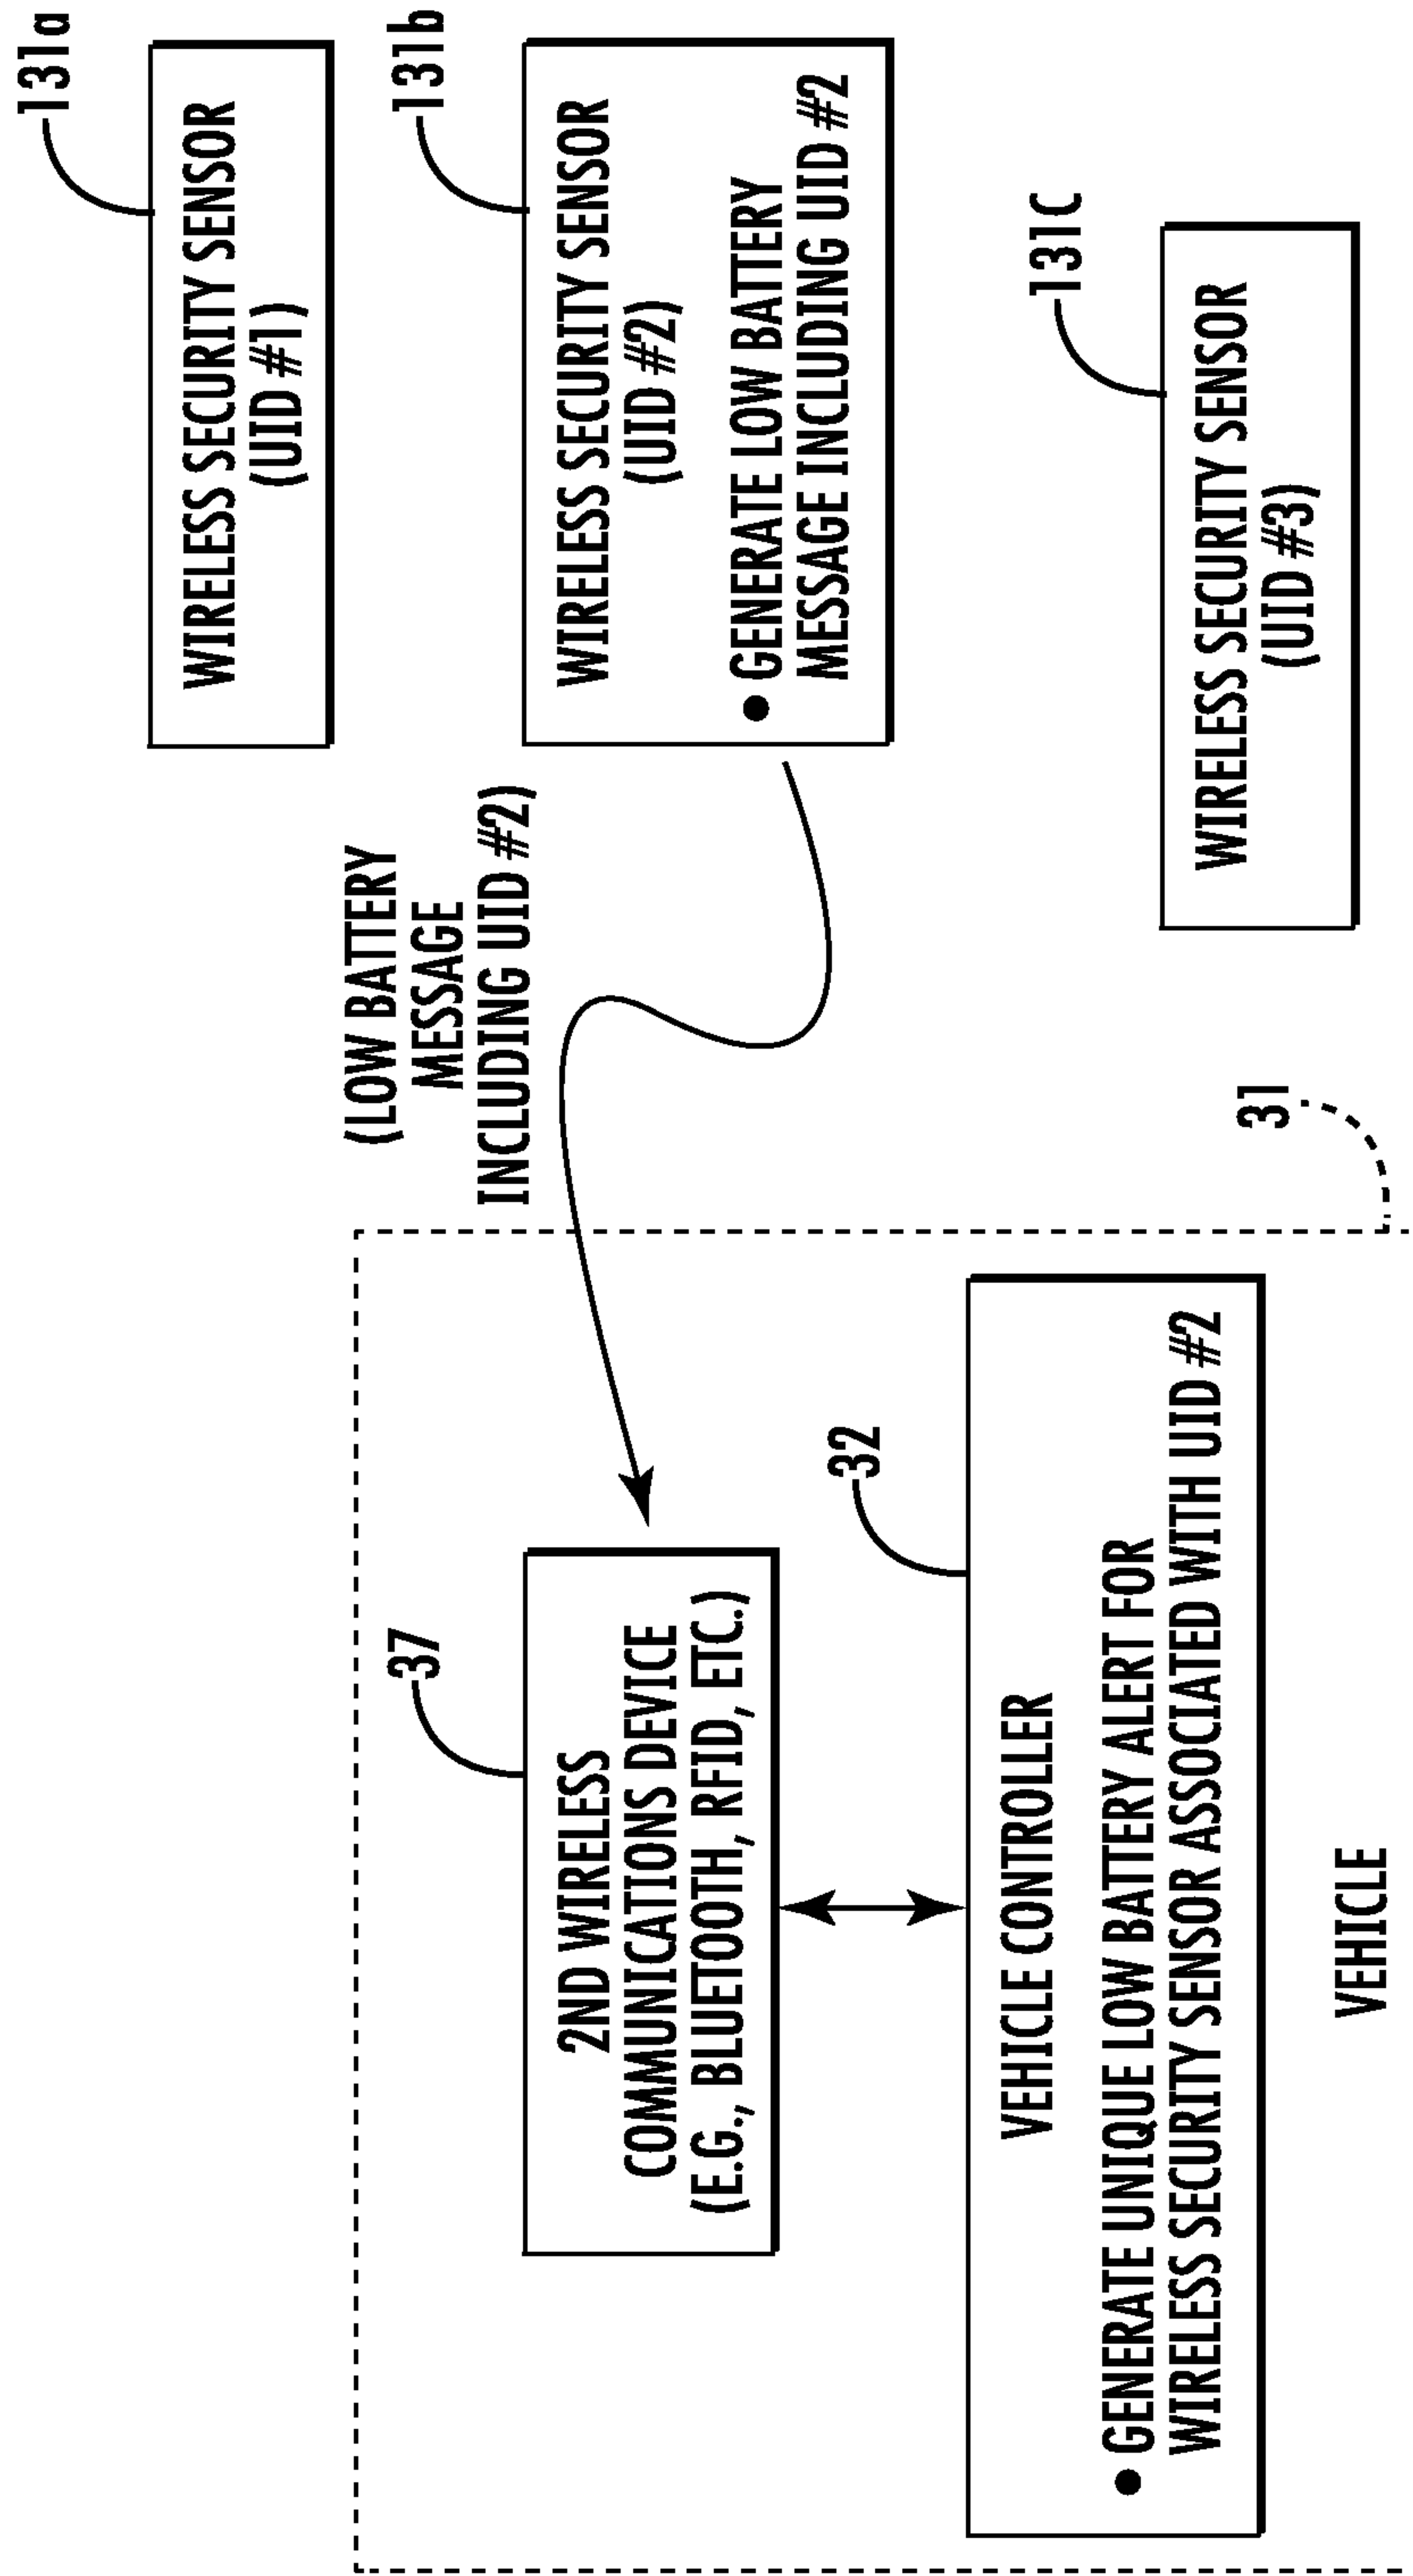 131a
WIRELESS SECURITY SENSOR
(UID #1)
131b
WIRELESS SECURITY SENSOR
(UID #2)
● GENERATE LOW BATTERY
MESSAGE INCLUDING UID #2
131C
WIRELESS SECURITY SENSOR
(UID #3)
(LOW BATTERY
MESSAGE
INCLUDING UID #2)
31
37
2ND WIRELESS
COMMUNICATIONS DEVICE
(E.G., BLUETOOTH, RFID, ETC.)
32
VEHICLE CONTROLLER
● GENERATE UNIQUE LOW BATTERY ALERT FOR
WIRELESS SECURITY SENSOR ASSOCIATED WITH UID #2
VEHICLE